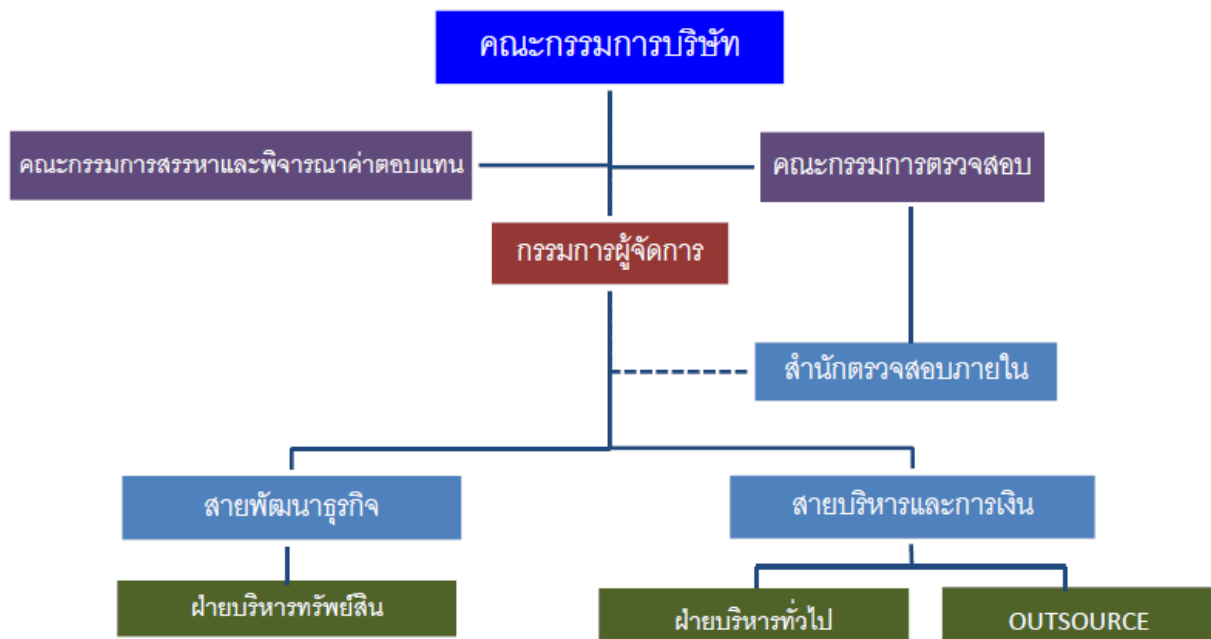 คณะกรรมการบริษัท
คณะกรรมการสรรหาและพิจารณาค่าตอบแทน
คณะกรรมการตรวจสอบ
กรรมการผู้จัดการ
สำนักตรวจสอบภายใน
สายพัฒนาธุรกิจ
สายบริหารและการเงิน
ฝ่ายบริหารทรัพย์สิน
ฝ่ายบริหารทั่วไป
OUTSOURCE